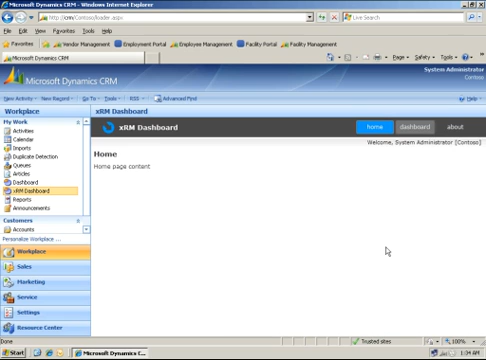 Microsoft Dynamics CRM - Windows Internet Explorer
http://crm/Contoso/loader.aspx
Live Search
File Edit View Favorites Tools Help
Favorites Vendor Management Employment Portal Employee Management Facility Portal Facility Management
Microsoft Dynamics CRM
Page Safety Tools
Microsoft Dynamics CRM
System Administrator
Contoso
New Activity New Record Go To Tools RSS Advanced Find Help
Workplace
xRM Dashboard
My Work
Activities
Calendar
Imports
Duplicate Detection
Queues
Articles
Dashboard
xRM Dashboard
Reports
Announcements
Customers
Accounts
Personalize Workplace ...
Workplace
Sales
Marketing
Service
Settings
Resource Center
xRM Dashboard
home dashboard about
Welcome, System Administrator [Contoso]
Home
Home page content
Done
Trusted sites
100%
Start
Microsoft Dynamics C...
1:04 AM